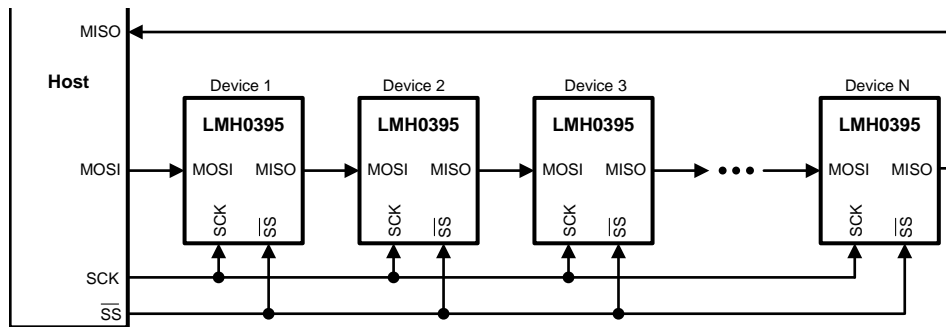 MISO
Host
Device 1 Device 2 Device 3 Device N
LMH0395 LMH0395 LMH0395 LMH0395
MOSI MOSI MISO MOSI MISO MOSI MISO MOSI MISO
SCK SS SCK SS SCK SS SCK SS
SCK
SS